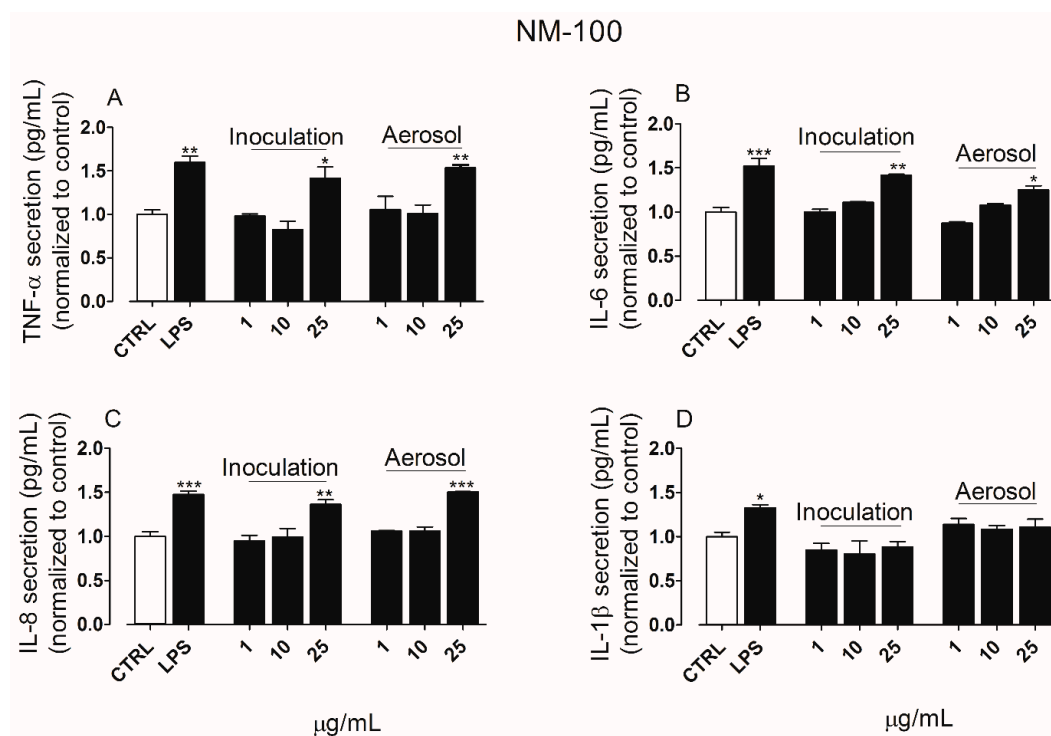 NM-100
A
TNF-α secretion (pg/mL)
(normalized to control)
2.0
1.5
1.0
0.5
0.0
**
Inoculation
*
Aerosol
**
CTRL
LPS
1
10
25
1
10
25
B
IL-6 secretion (pg/mL)
(normalized to control)
2.0
1.5
1.0
0.5
0.0
***
Inoculation
**
Aerosol
*
CTRL
LPS
1
10
25
1
10
25
C
IL-8 secretion (pg/mL)
(normalized to control)
2.0
1.5
1.0
0.5
0.0
***
Inoculation
**
Aerosol
***
CTRL
LPS
1
10
25
1
10
25
µg/mL
D
IL-1β secretion (pg/mL)
(normalized to control)
2.0
1.5
1.0
0.5
0.0
*
Inoculation
Aerosol
CTRL
LPS
1
10
25
1
10
25
µg/mL